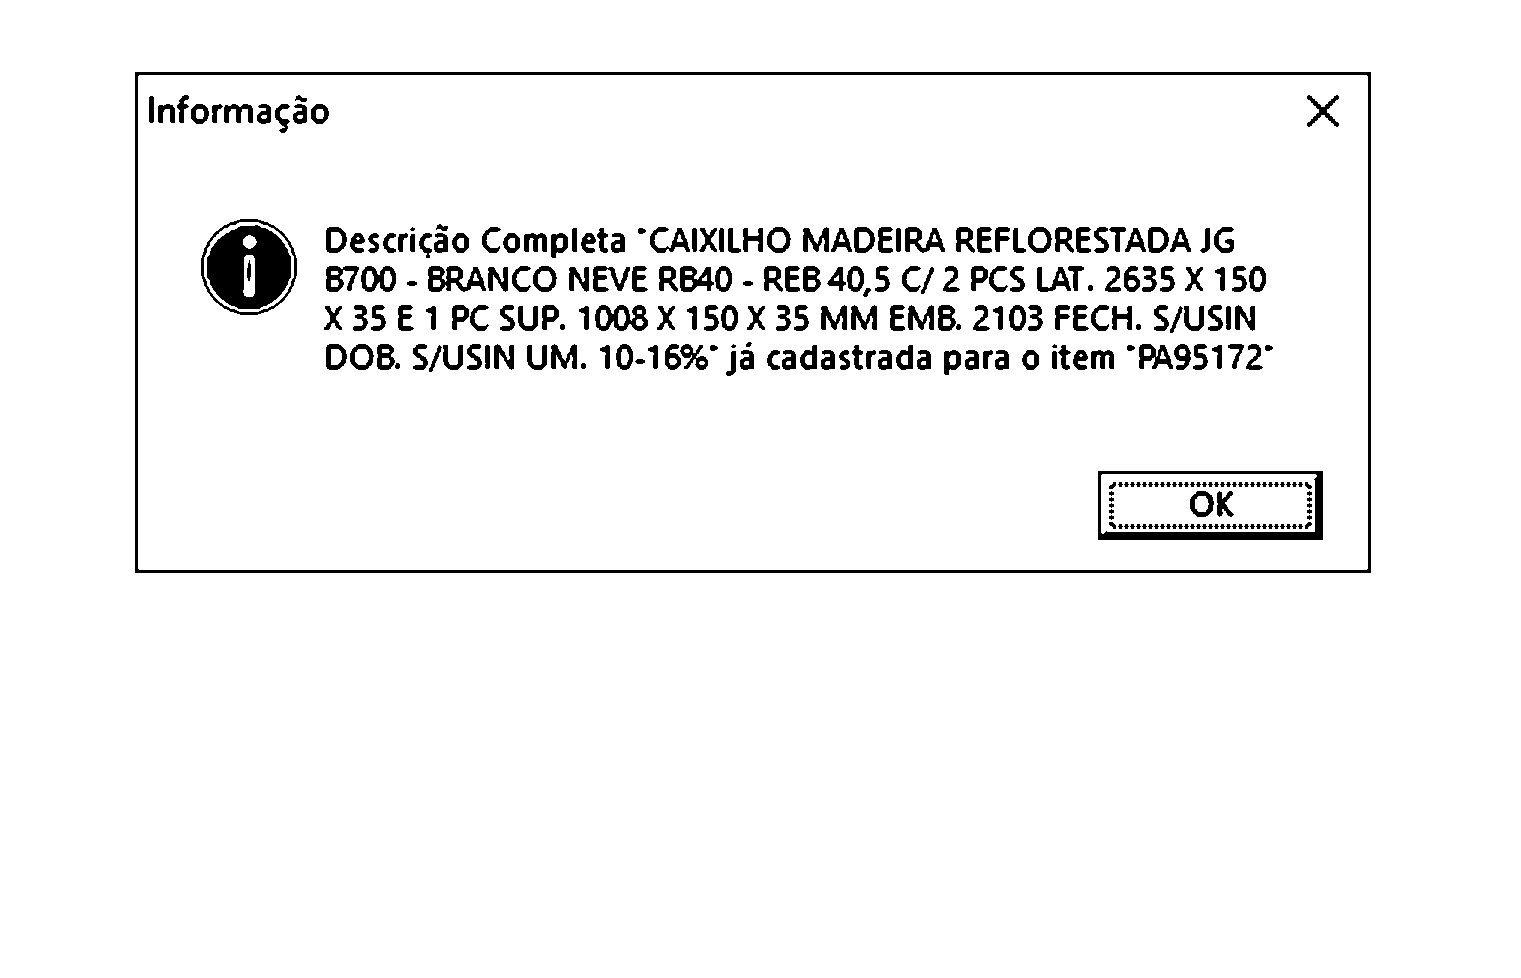 Informação
Descrição Completa "CAIXILHO MADEIRA REFLORESTADA JG
B700 - BRANCO NEVE RB40 - REB 40,5 C/ 2 PCS LAT. 2635 X 150
X 35 E 1 PC SUP. 1008 X 150 X 35 MM EMB. 2103 FECH. S/USIN
DOB. S/USIN UM. 10-16%" já cadastrada para o item "PA95172"
OK